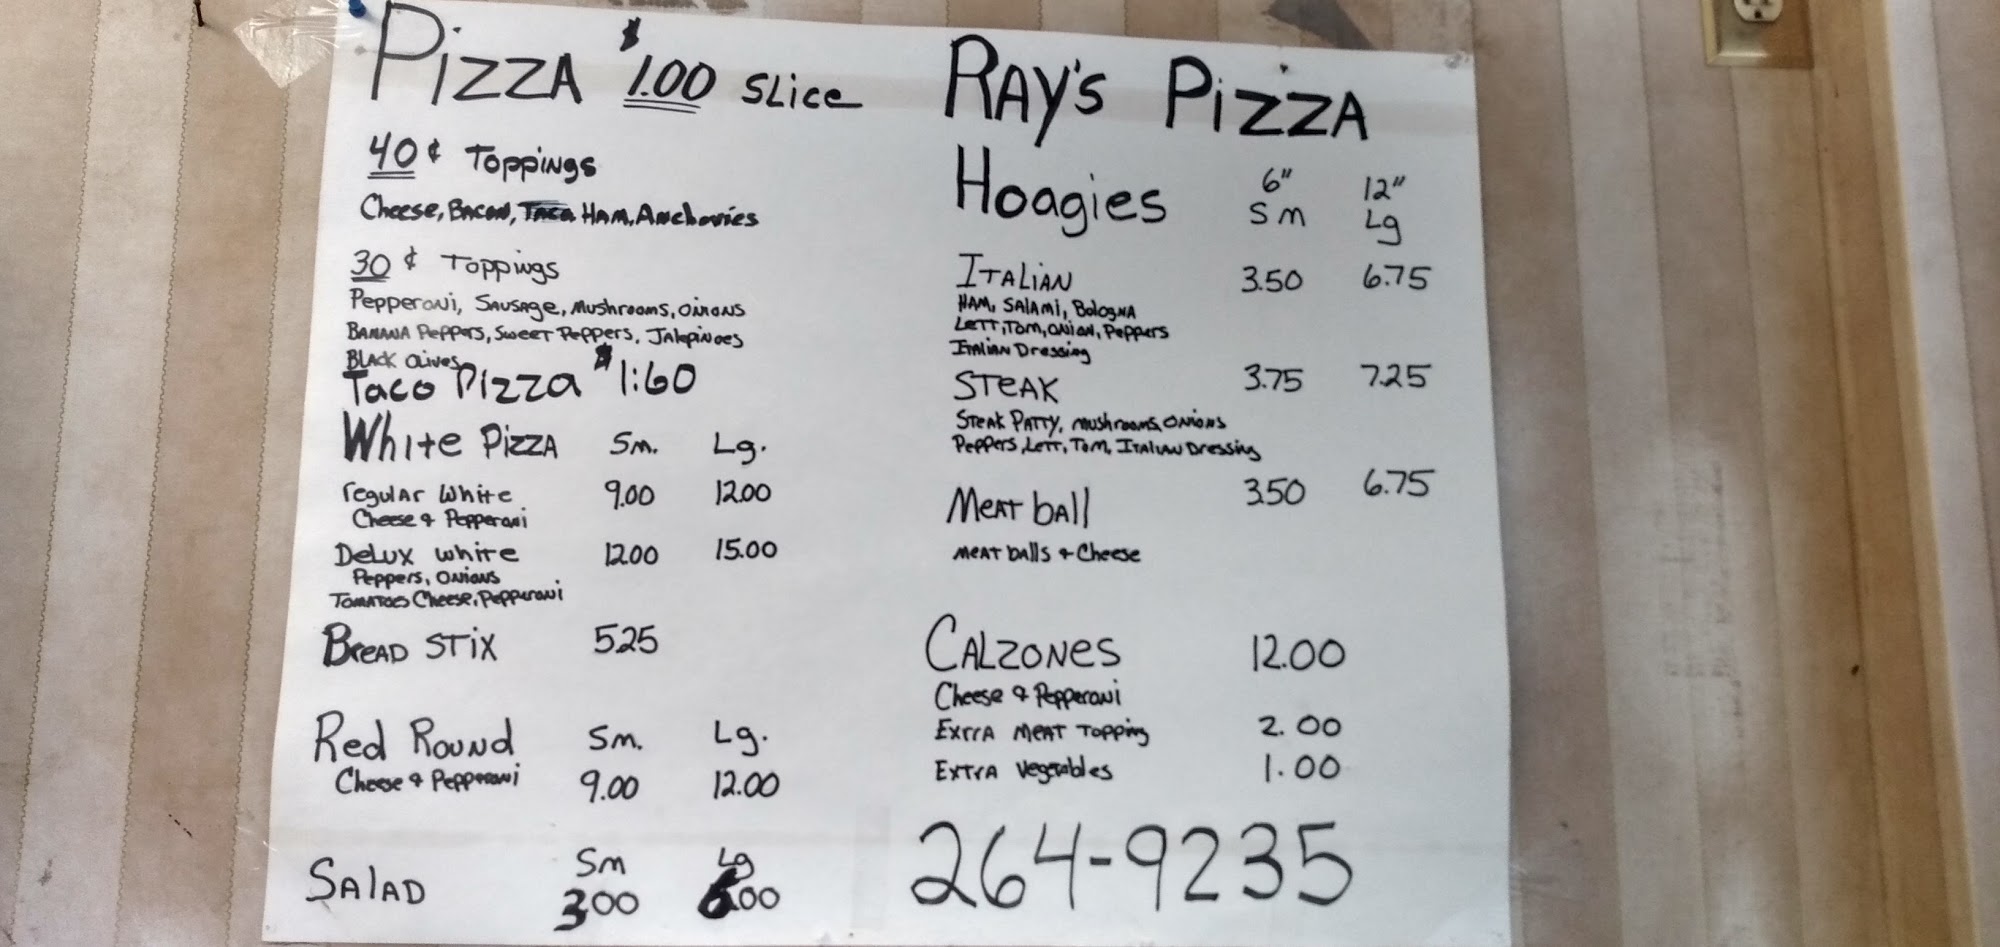 Pizza $1.00 Slice
40¢ Toppings
Cheese, Bacon, Ham, Anchovies
30¢ Toppings
Pepperoni, Sausage, Mushrooms, Onions
Banana Peppers, Sweet Peppers, Jalepinoes
Black Olives
Taco Pizza $1:60
White Pizza Sm. Lg.
regular White 9.00 12.00
Cheese & Pepperoni
Delux white 12.00 15.00
Peppers, Onions
Tomatoes Cheese, Pepperoni
Bread Stix 5.25
Red Round Sm. Lg.
Cheese & Pepperoni 9.00 12.00
Sm Lg
Salad 3.00 6.00
Ray's Pizza
Hoagies 6" Sm 12" Lg
Italian 3.50 6.75
Ham, Salami, Bologna
Lett, Tom, Onion, Peppers
Italian Dressing
Steak 3.75 7.25
Steak Patty, Mushrooms, Onions
Peppers, Lett, Tom, Italian Dressing
Meat ball 3.50 6.75
Meat balls & Cheese
Calzones 12.00
Cheese & Pepperoni
Extra Meat Topping 2.00
Extra Vegetables 1.00
264-9235